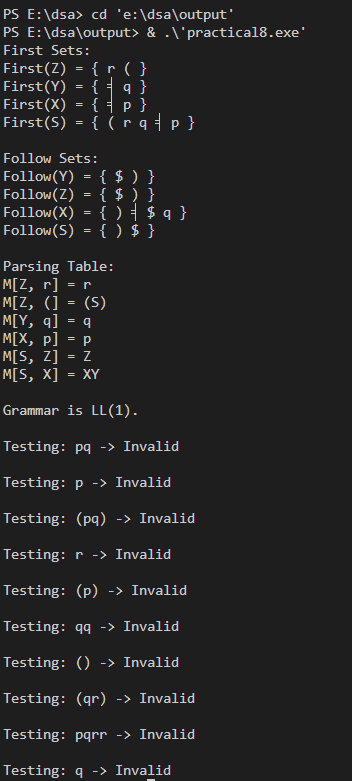 PS E:\dsa> cd 'e:\dsa\output'
PS E:\dsa\output> & .\'practical8.exe'
First Sets:
First(Z) = { r ( }
First(Y) = { ╡ q }
First(X) = { ╡ p }
First(S) = { ( r q ╡ p }
Follow Sets:
Follow(Y) = { $ ) }
Follow(Z) = { $ ) }
Follow(X) = { ) ╡ $ q }
Follow(S) = { ) $ }
Parsing Table:
M[Z, r] = r
M[Z, (] = (S)
M[Y, q] = q
M[X, p] = p
M[S, Z] = Z
M[S, X] = XY
Grammar is LL(1).
Testing: pq -> Invalid
Testing: p -> Invalid
Testing: (pq) -> Invalid
Testing: r -> Invalid
Testing: (p) -> Invalid
Testing: qq -> Invalid
Testing: () -> Invalid
Testing: (qr) -> Invalid
Testing: pqrr -> Invalid
Testing: q -> Invalid